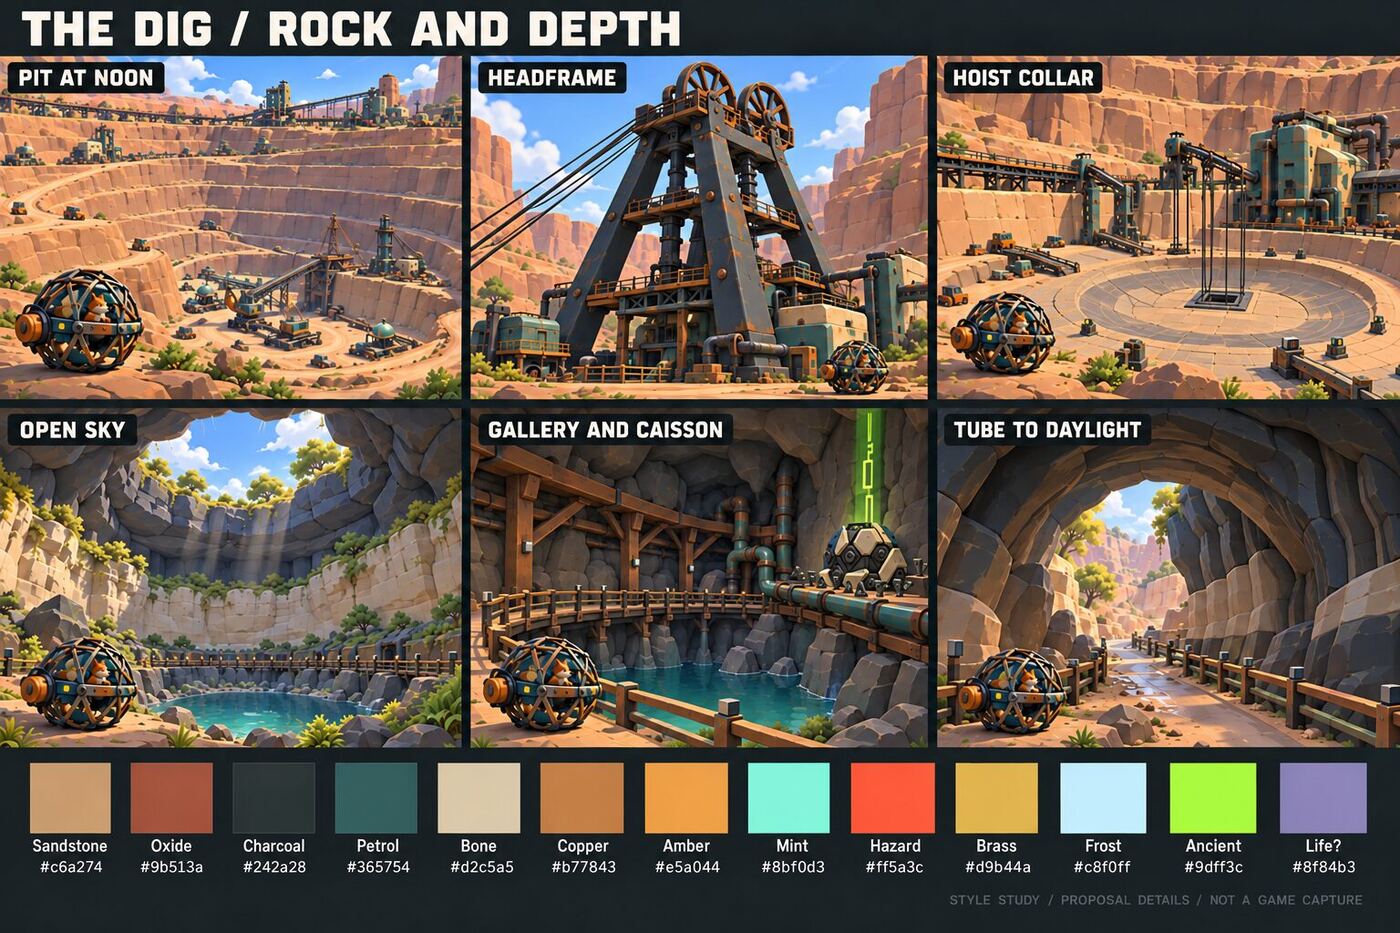 THE DIG / ROCK AND DEPTH
PIT AT NOON
HEADFRAME
HOIST COLLAR
OPEN SKY
GALLERY AND CAISSON
TUBE TO DAYLIGHT
Sandstone
#c6a274
Oxide
#9b513a
Charcoal
#242a28
Petrol
#365754
Bone
#d2c5a5
Copper
#b77843
Amber
#e5a044
Mint
#8bf0d3
Hazard
#ff5a3c
Brass
#d9b44a
Frost
#c8f0ff
Ancient
#9dff3c
Life?
#8f84b3
STYLE STUDY / PROPOSAL DETAILS / NOT A GAME CAPTURE